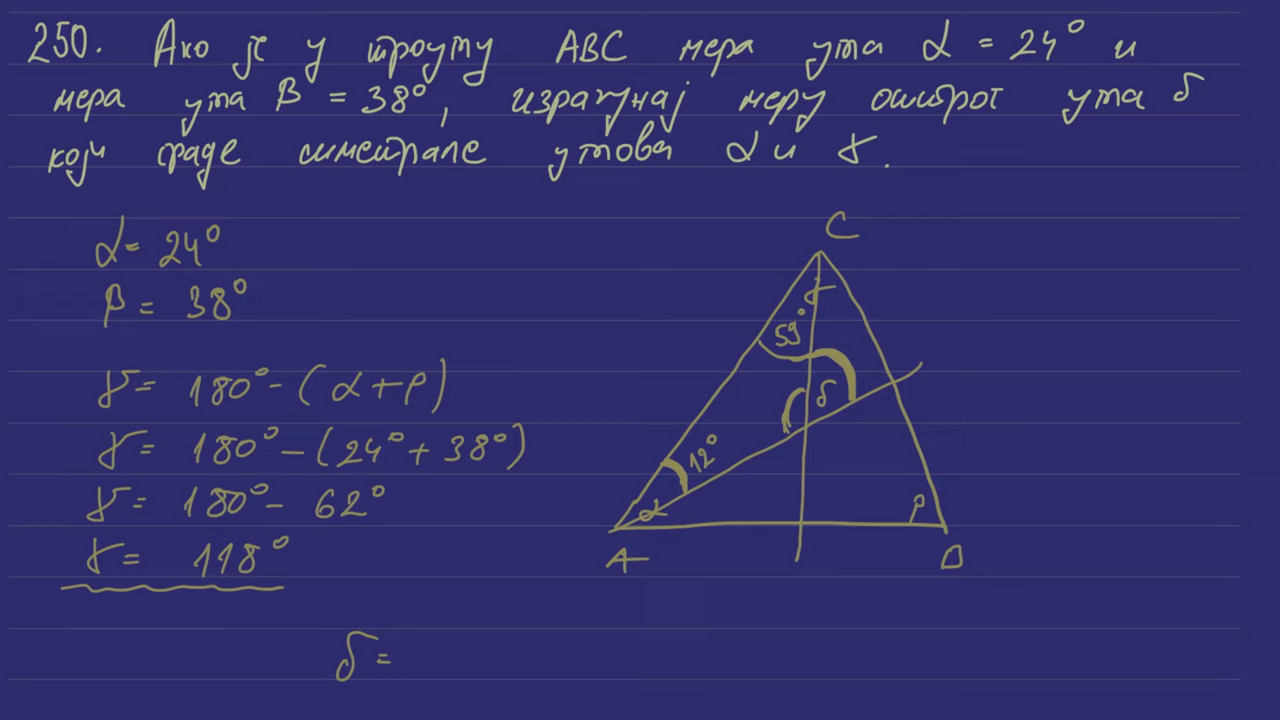 250. Ако је у троуглу ABC мера угла α = 24° и
мера угла β = 38°, израчунај меру оштрог угла δ
који граде симетрале углова α и γ.
α = 24°
β = 38°
γ = 180° - (α + β)
γ = 180° - (24° + 38°)
γ = 180° - 62°
γ = 118°
δ =
C
59°
δ
12°
α
β
A
B